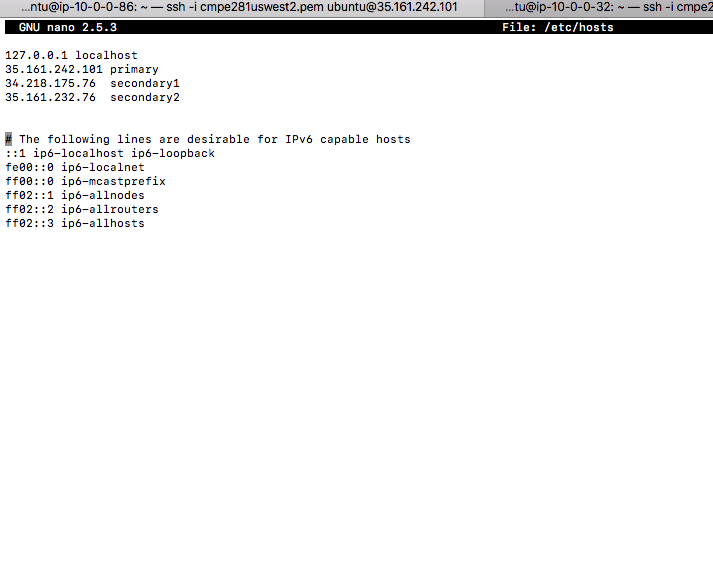 ...ntu@ip-10-0-0-86: ~ — ssh -i cmpe281uswest2.pem ubuntu@35.161.242.101
...tu@ip-10-0-0-32: ~ — ssh -i cmpe2
GNU nano 2.5.3 File: /etc/hosts
127.0.0.1 localhost
35.161.242.101 primary
34.218.175.76  secondary1
35.161.232.76  secondary2
# The following lines are desirable for IPv6 capable hosts
::1 ip6-localhost ip6-loopback
fe00::0 ip6-localnet
ff00::0 ip6-mcastprefix
ff02::1 ip6-allnodes
ff02::2 ip6-allrouters
ff02::3 ip6-allhosts